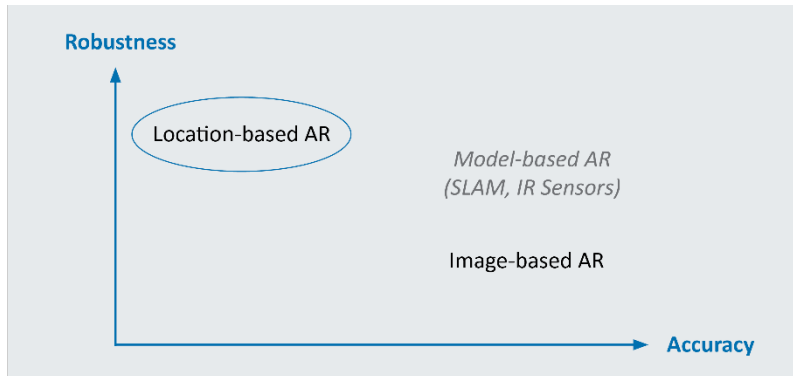 Robustness
Location-based AR
Model-based AR
(SLAM, IR Sensors)
Image-based AR
Accuracy